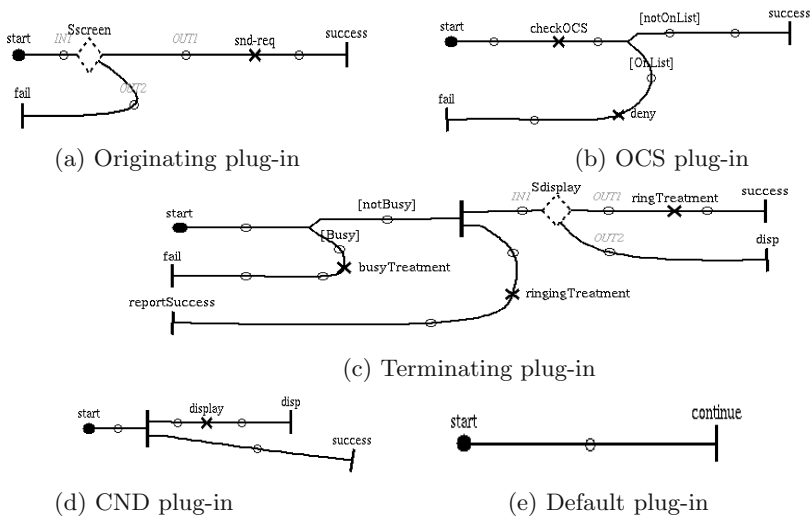 Sscreen
start
IN1
OUT1
snd-req
success
fail
OUT2
(a) Originating plug-in
start
checkOCS
[notOnList]
success
[OnList]
fail
deny
(b) OCS plug-in
start
[notBusy]
IN1
Sdisplay
OUT1
ringTreatment
success
[Busy]
OUT2
disp
fail
busyTreatment
reportSuccess
ringingTreatment
(c) Terminating plug-in
start
display
disp
success
(d) CND plug-in
start
continue
(e) Default plug-in